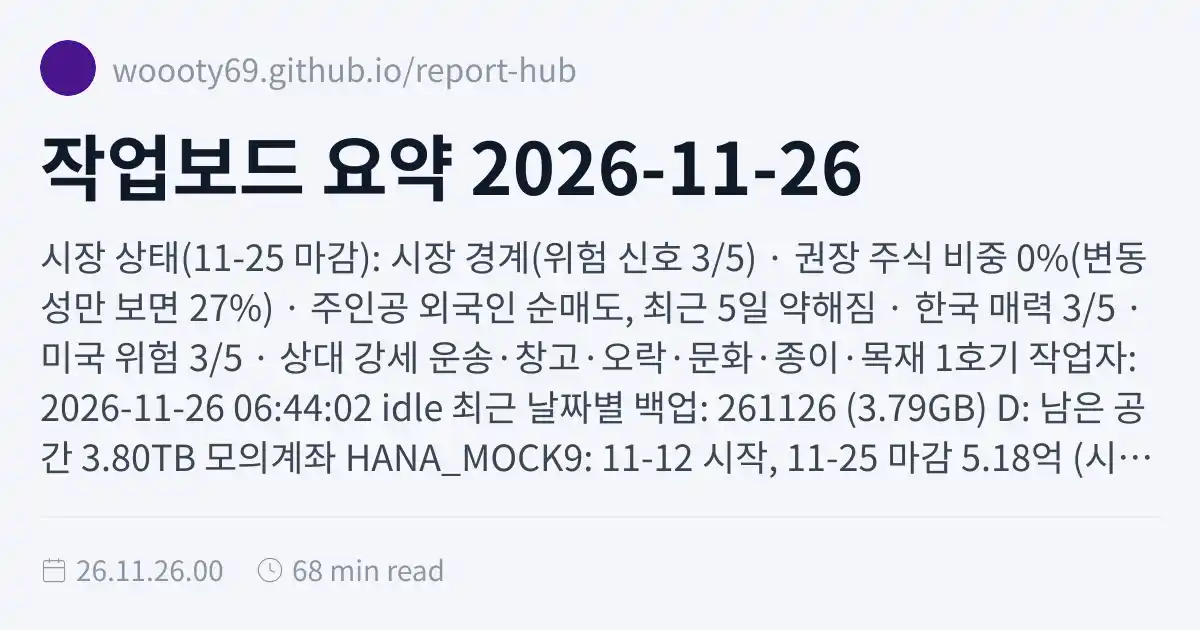 woooty69.github.io/report-hub
작업보드 요약 2026-11-26
시장 상태(11-25 마감): 시장 경계(위험 신호 3/5) · 권장 주식 비중 0%(변동
성만 보면 27%) · 주인공 외국인 순매도, 최근 5일 약해짐 · 한국 매력 3/5 ·
미국 위험 3/5 · 상대 강세 운송·창고·오락·문화·종이·목재 1호기 작업자:
2026-11-26 06:44:02 idle 최근 날짜별 백업: 261126 (3.79GB) D: 남은 공
간 3.80TB 모의계좌 HANA_MOCK9: 11-12 시작, 11-25 마감 5.18억 (시…
26.11.26.00
68 min read